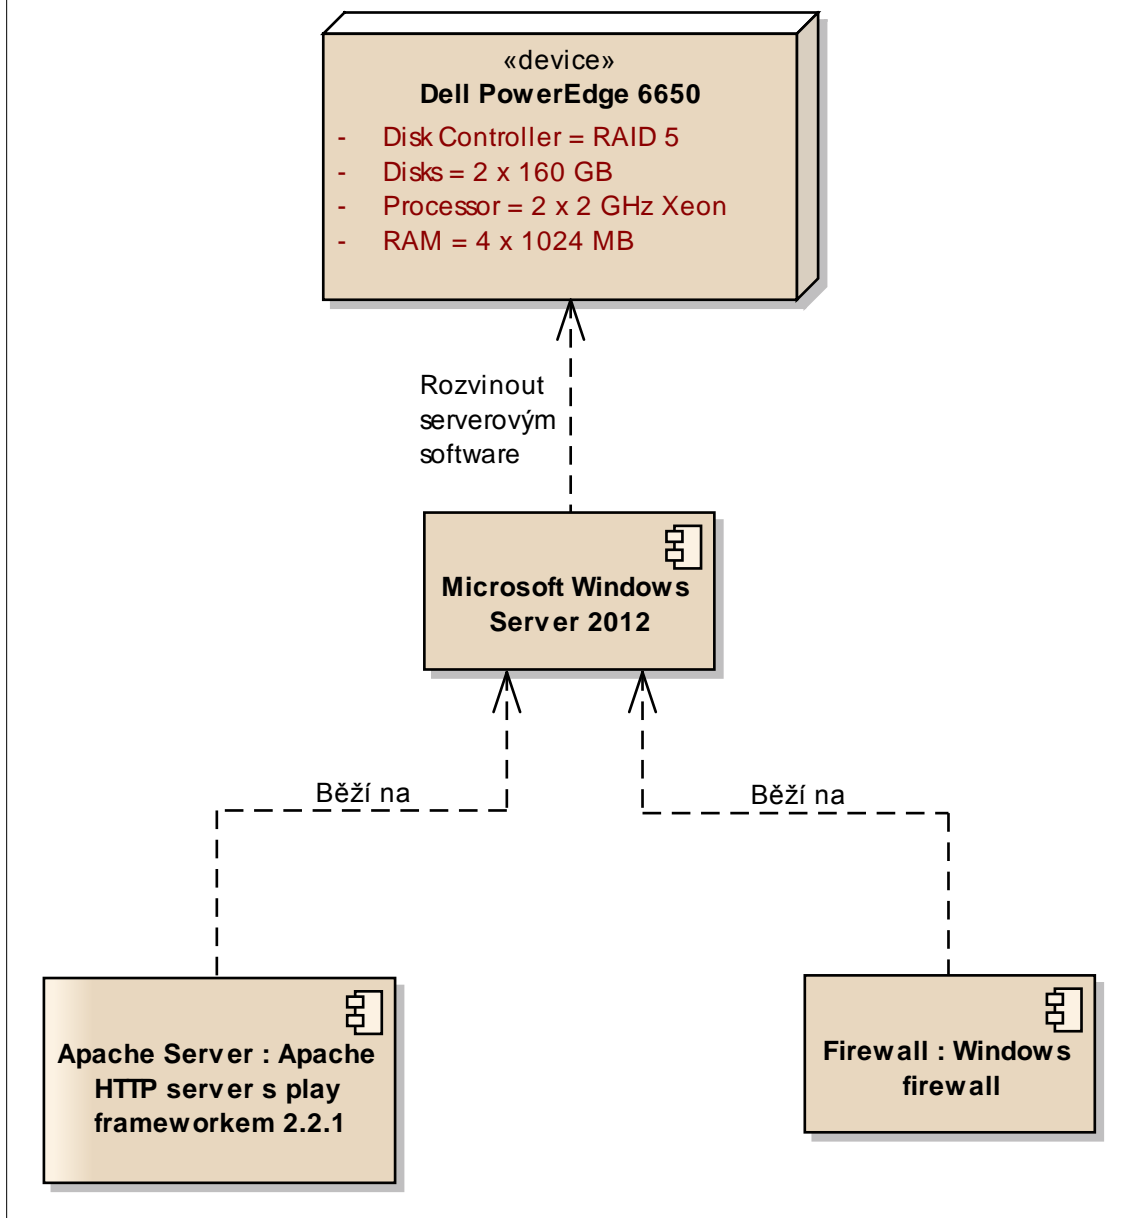 «device»
Dell PowerEdge 6650
- Disk Controller = RAID 5
- Disks = 2 x 160 GB
- Processor = 2 x 2 GHz Xeon
- RAM = 4 x 1024 MB
Rozvinout
serverovým
software
Microsoft Windows
Server 2012
Běží na
Běží na
Apache Server : Apache
HTTP server s play
frameworkem 2.2.1
Firewall : Windows
firewall